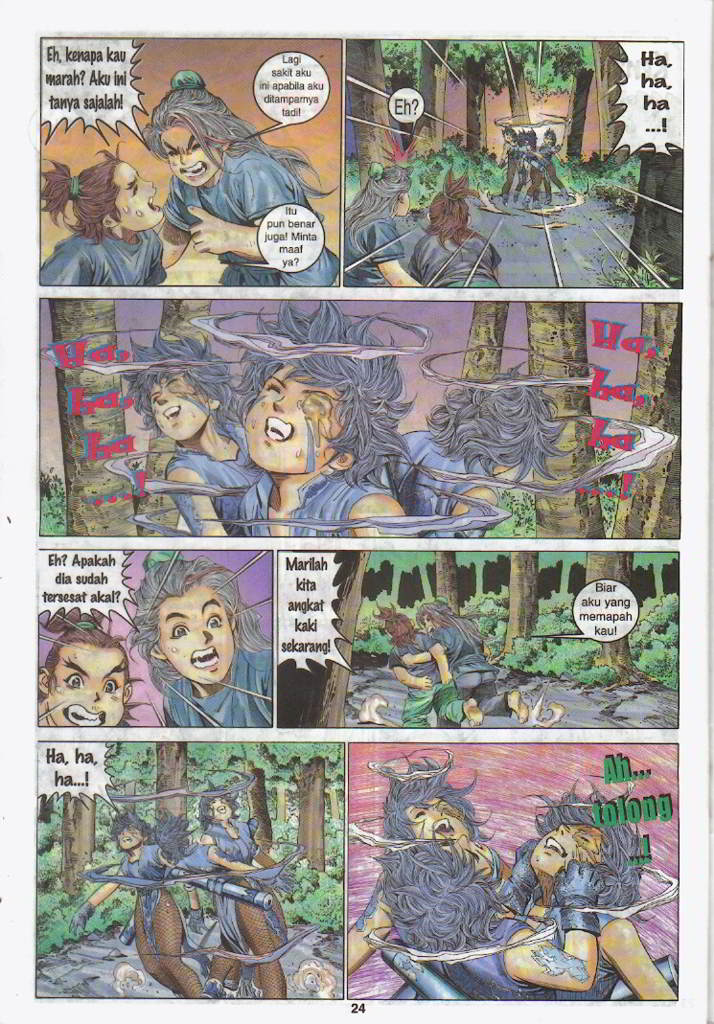 Eh, kenapa kau
marah? Aku ini
tanya sajalah!
Lagi
sakit aku
ini apabila aku
ditamparnya
tadi!
Itu
pun benar
juga! Minta
maaf
ya?
Eh?
Ha,
ha,
ha
...!
Ha,
ha,
ha
...!
Ha,
ha,
ha
...!
Eh? Apakah
dia sudah
tersesat akal?
Marilah
kita
angkat
kaki
sekarang!
Biar
aku yang
memapah
kau!
Ha, ha,
ha...!
Ah...
tolong
...!
24